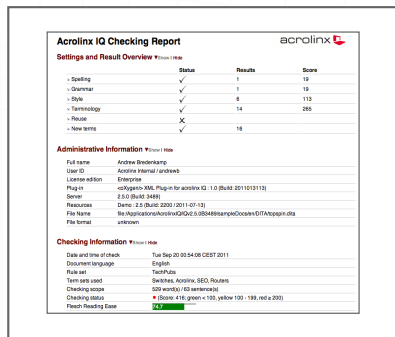 Acrolinx IQ Checking Report
acrolinx
Settings and Result Overview ▼Show I Hide
Status Results Score
» Spelling ✓ 1 19
» Grammar ✓ 1 19
» Style ✓ 6 113
» Terminology ✓ 14 265
» Reuse X
» New terms ✓ 16
Administrative Information ▼Show I Hide
Full name Andrew Bredenkamp
User ID Acrolinx Internal / andrewb
License edition Enterprise
Plug-in <oXygen/> XML Plug-in for acrolinx IQ : 1.0 (Build: 2011013113)
Server 2.5.0 (Build: 3489)
Resources Demo : 2.5 (Build: 2200 / 2011-07-13)
File Name file:/Applications/AcrolinxIQ/IQv2.5.0B3489/sampleDocs/en/DITA/topspin.dita
File format unknown
Checking Information ▼Show I Hide
Date and time of check Tue Sep 20 00:54:08 CEST 2011
Document language English
Rule set TechPubs
Term sets used Switches, Acrolinx, SEO, Routers
Checking scope 529 word(s) / 63 sentence(s)
Checking status (Score: 416; green < 100, yellow 100 - 199, red ≥ 200)
Flesch Reading Ease 74.7